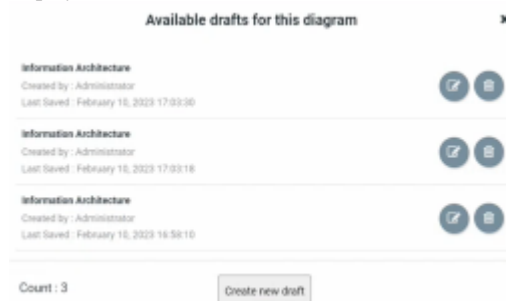 Available drafts for this diagram
Information Architecture
Created by : Administrator
Last Saved : February 10, 2023 17:03:30
Information Architecture
Created by : Administrator
Last Saved : February 10, 2023 17:03:18
Information Architecture
Created by : Administrator
Last Saved : February 10, 2023 16:58:10
Count : 3
Create new draft